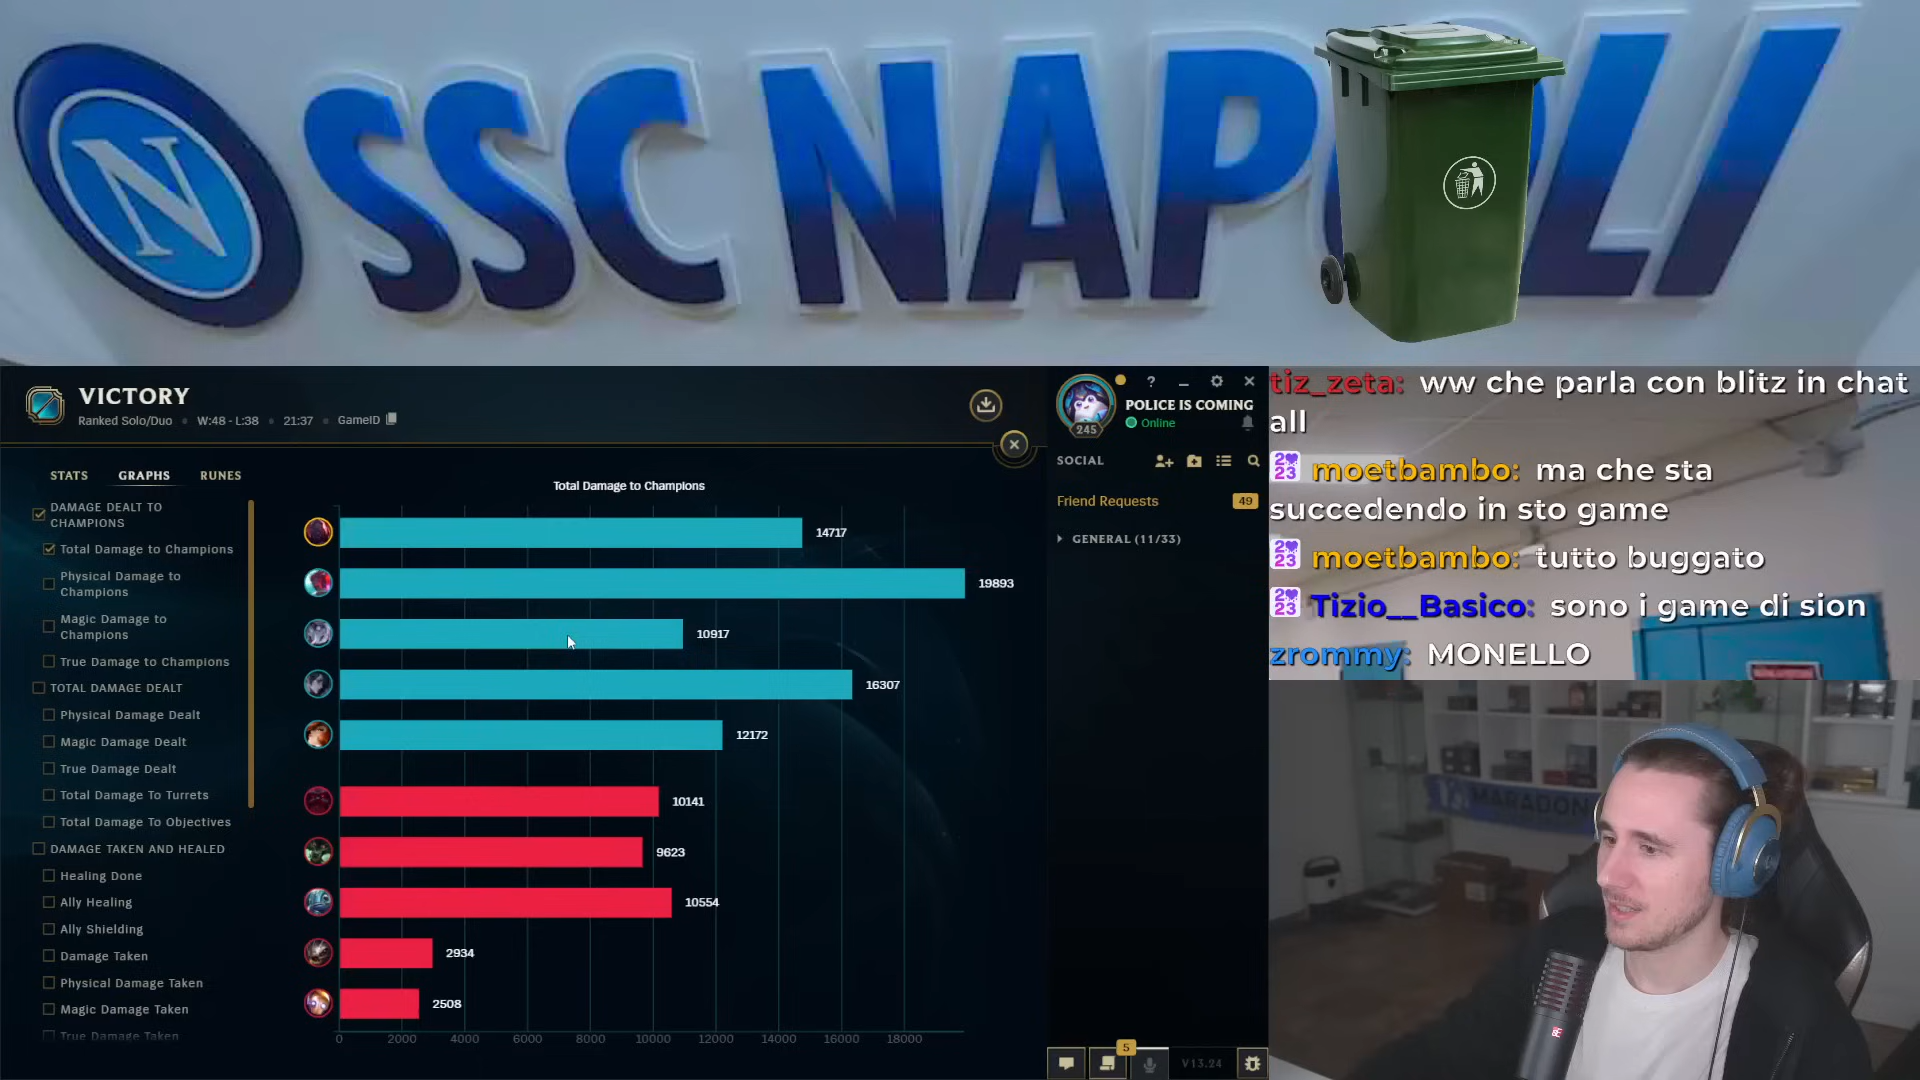 N SSC NAPOLI
VICTORY
Ranked Solo/Duo • W:48 - L:38 • 21:37 • GameID
STATS GRAPHS RUNES
DAMAGE DEALT TO
CHAMPIONS
Total Damage to Champions
Physical Damage to
Champions
Magic Damage to
Champions
True Damage to Champions
TOTAL DAMAGE DEALT
Physical Damage Dealt
Magic Damage Dealt
True Damage Dealt
Total Damage To Turrets
Total Damage To Objectives
DAMAGE TAKEN AND HEALED
Healing Done
Ally Healing
Ally Shielding
Damage Taken
Physical Damage Taken
Magic Damage Taken
True Damage Taken
Total Damage to Champions
14717
19893
10917
16307
12172
10141
9623
10554
2934
2508
0 2000 4000 6000 8000 10000 12000 14000 16000 18000
?
POLICE IS COMING
245
Online
SOCIAL
Friend Requests 49
GENERAL (11/33)
5
V13.24
tiz_zeta: ww che parla con blitz in chat
all
2023 moetbambo: ma che sta
succedendo in sto game
2023 moetbambo: tutto buggato
2023 Tizio__Basico: sono i game di sion
zrommy: MONELLO
MARADON